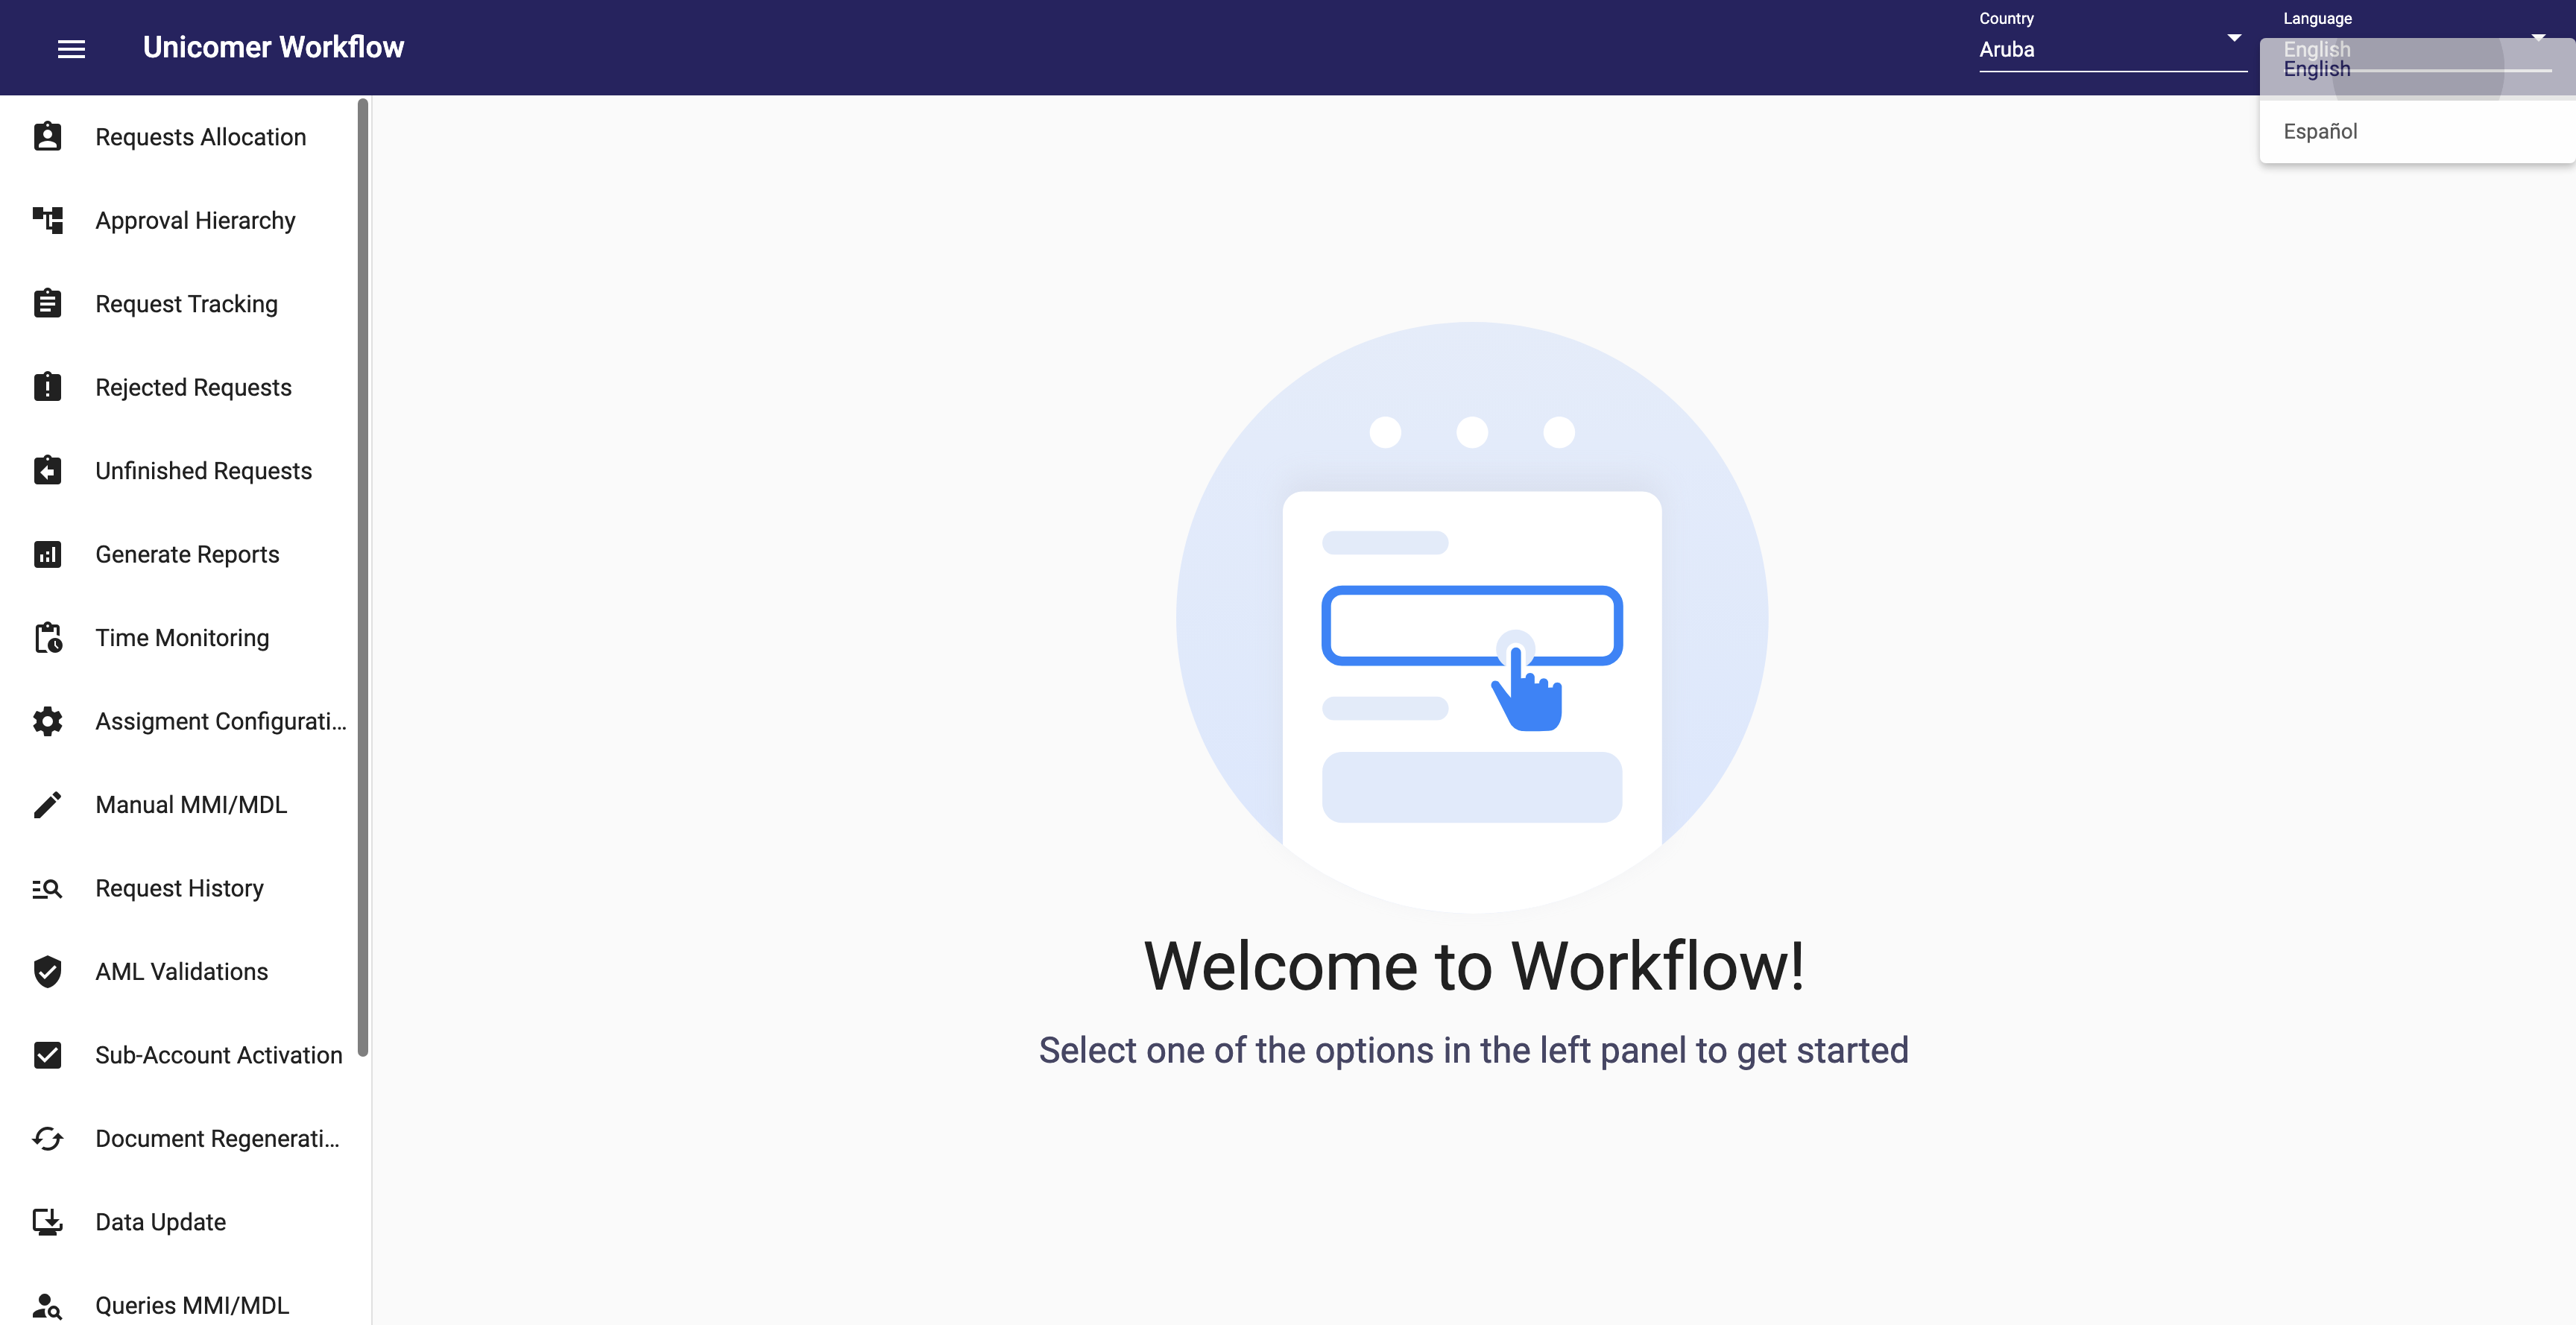 Unicomer Workflow
Country
Aruba
Language
English
English
Español
Requests Allocation
Approval Hierarchy
Request Tracking
Rejected Requests
Unfinished Requests
Generate Reports
Time Monitoring
Assigment Configurati...
Manual MMI/MDL
Request History
AML Validations
Sub-Account Activation
Document Regenerati...
Data Update
Queries MMI/MDL
Welcome to Workflow!
Select one of the options in the left panel to get started